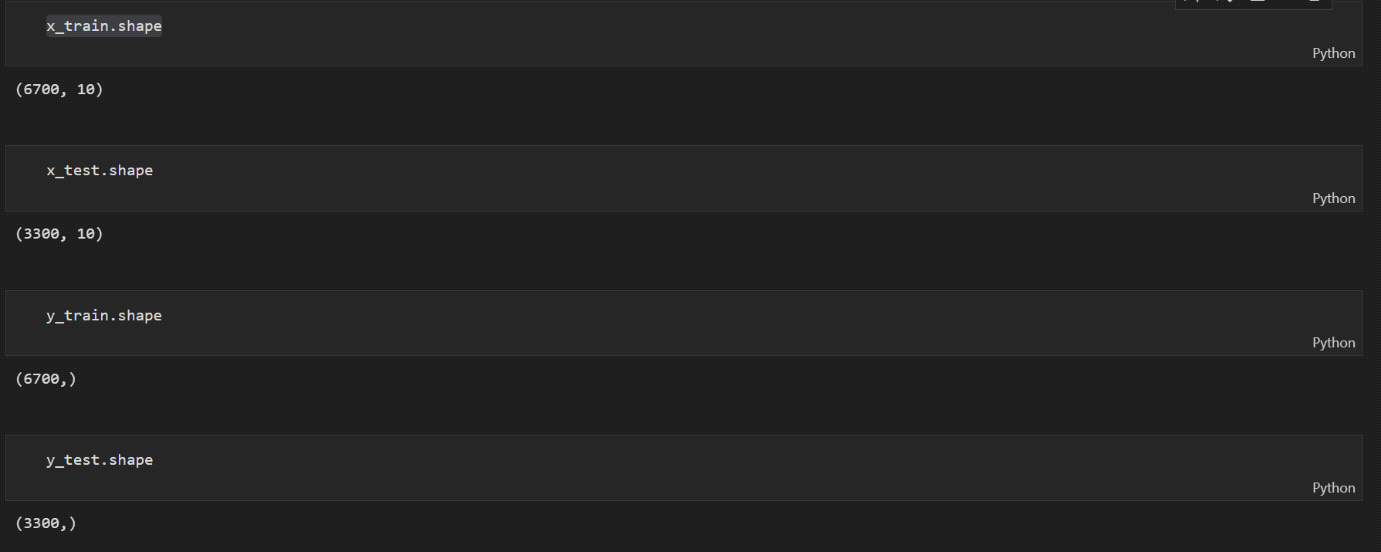 x_train.shape
Python
(6700, 10)
x_test.shape
Python
(3300, 10)
y_train.shape
Python
(6700,)
y_test.shape
Python
(3300,)